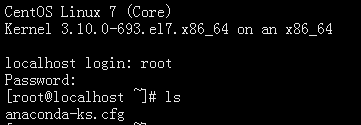 CentOS Linux 7 (Core)
Kernel 3.10.0-693.el7.x86_64 on an x86_64
localhost login: root
Password:
[root@localhost ~]# ls
anaconda-ks.cfg